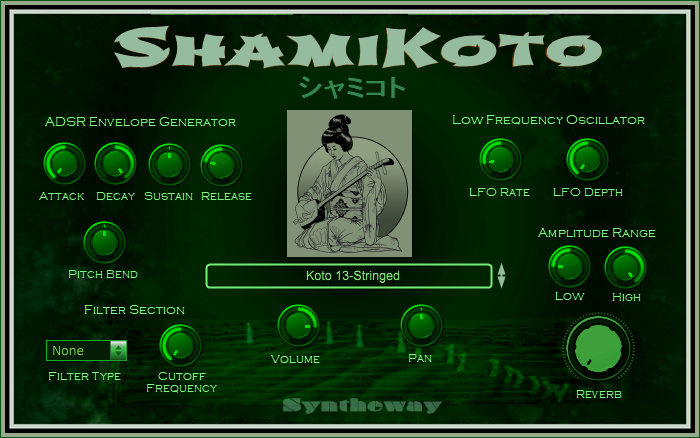 SHAMIKOTO
シャミコト
ADSR ENVELOPE GENERATOR
ATTACK DECAY SUSTAIN RELEASE
PITCH BEND
LOW FREQUENCY OSCILLATOR
LFO RATE LFO DEPTH
AMPLITUDE RANGE
LOW HIGH
Koto 13-Stringed
FILTER SECTION
None
FILTER TYPE
CUTOFF
FREQUENCY
VOLUME
PAN
REVERB
Syntheway